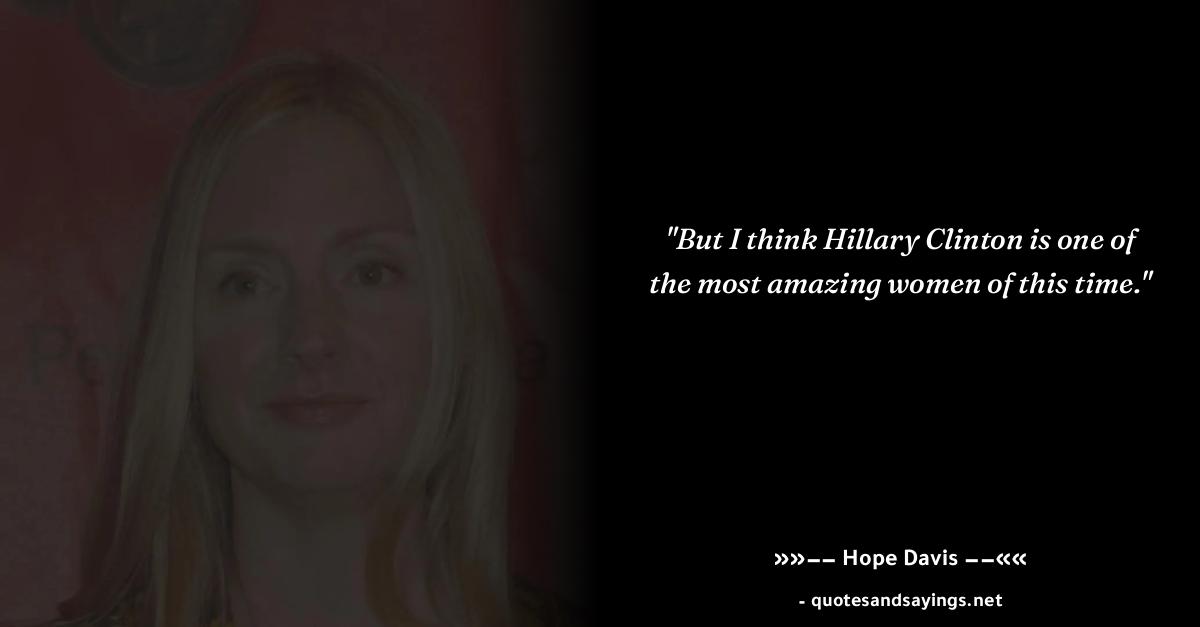 "But I think Hillary Clinton is one of
the most amazing women of this time."
»»−− Hope Davis −−««
- quotesandsayings.net